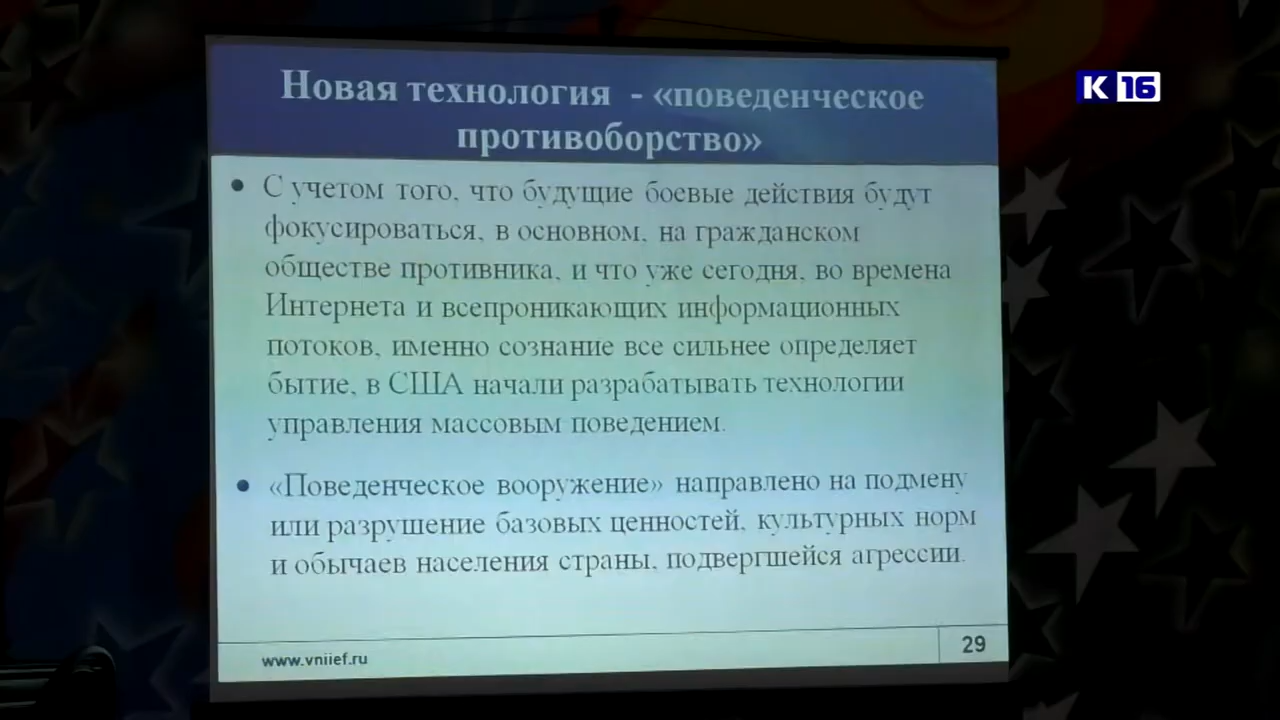 Новая технология - «поведенческое
противоборство»
K 16
• С учетом того, что будущие боевые действия будут
фокусироваться, в основном, на гражданском
обществе противника, и что уже сегодня, во времена
Интернета и всепроникающих информационных
потоков, именно сознание все сильнее определяет
бытие, в США начали разрабатывать технологии
управления массовым поведением.
• «Поведенческое вооружение» направлено на подмену
или разрушение базовых ценностей, культурных норм
и обычаев населения страны, подвергшейся агрессии.
www.vniief.ru
29